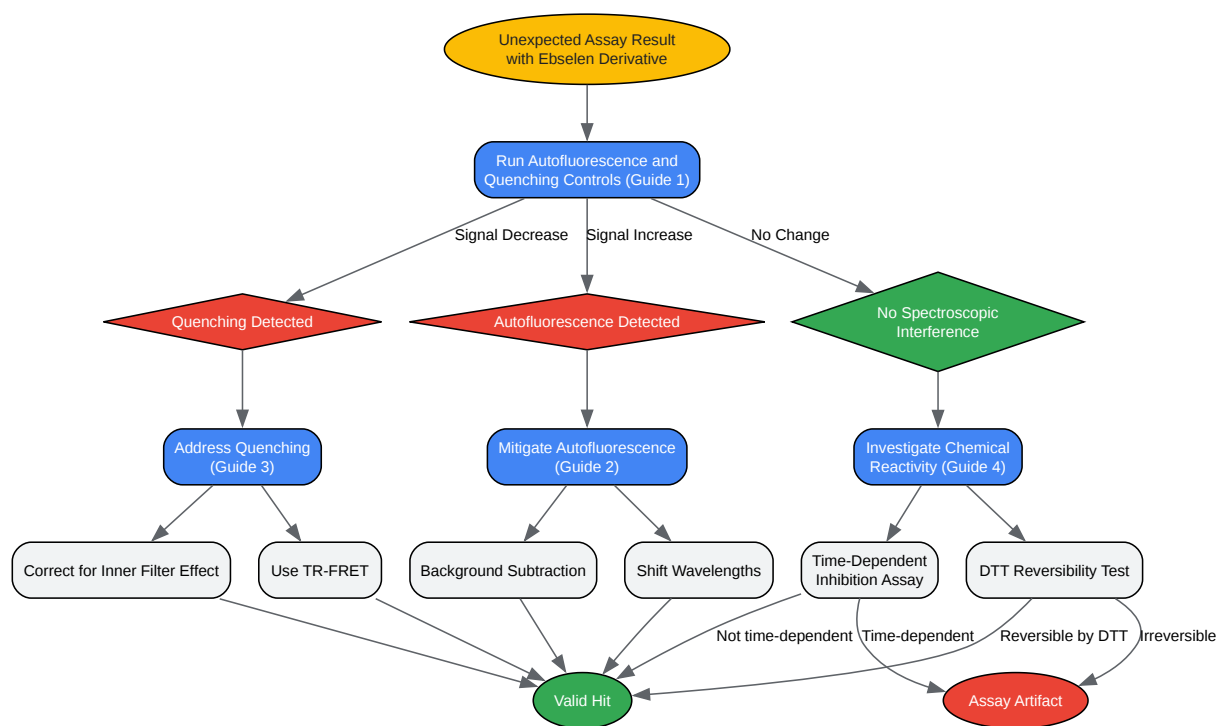 Unexpected Assay Result
with Ebselen Derivative
Run Autofluorescence and
Quenching Controls (Guide 1)
Signal Decrease
Signal Increase
No Change
Quenching Detected
Autofluorescence Detected
No Spectroscopic
Interference
Address Quenching
(Guide 3)
Mitigate Autofluorescence
(Guide 2)
Investigate Chemical
Reactivity (Guide 4)
Correct for Inner Filter Effect
Use TR-FRET
Background Subtraction
Shift Wavelengths
Time-Dependent
Inhibition Assay
DTT Reversibility Test
Not time-dependent
Time-dependent
Reversible by DTT
Irreversible
Valid Hit
Assay Artifact